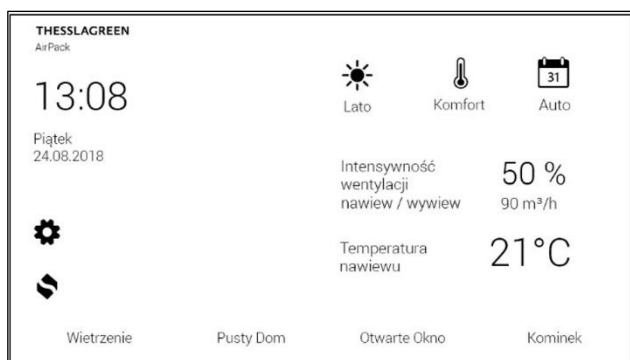 THESSLAGREEN
AirPack
13:08
Piątek
24.08.2018
31
Lato
Komfort
Auto
Intensywność
wentylacji
nawiew / wywiew
50 %
90 m³/h
Temperatura
nawiewu
21°C
Wietrzenie
Pusty Dom
Otwarte Okno
Kominek